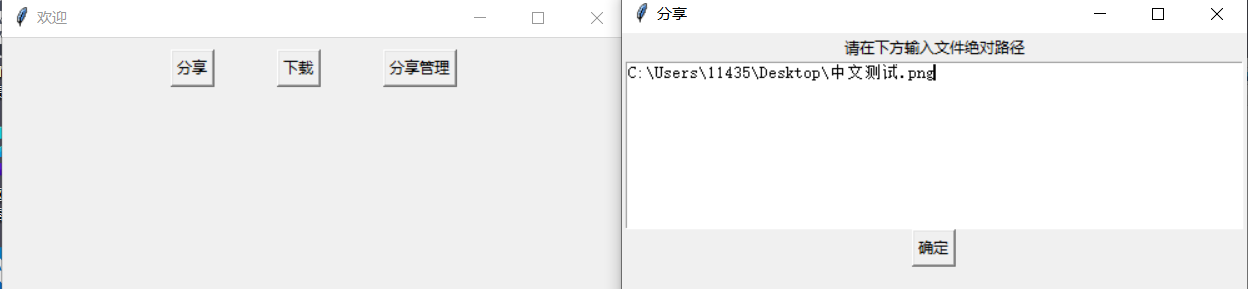 欢迎
分享
下载
分享管理
分享
请在下方输入文件绝对路径
C:\Users\11435\Desktop\中文测试.png
确定